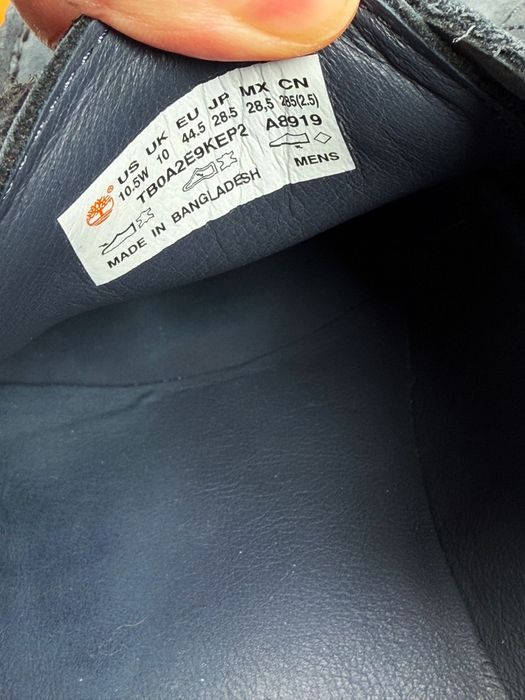 US UK EU JP MX CN
10.5W 10 44.5 28.5 28,5 285(2.5)
TB0A2E9KEP2 A8919
MADE IN BANGLADESH MENS